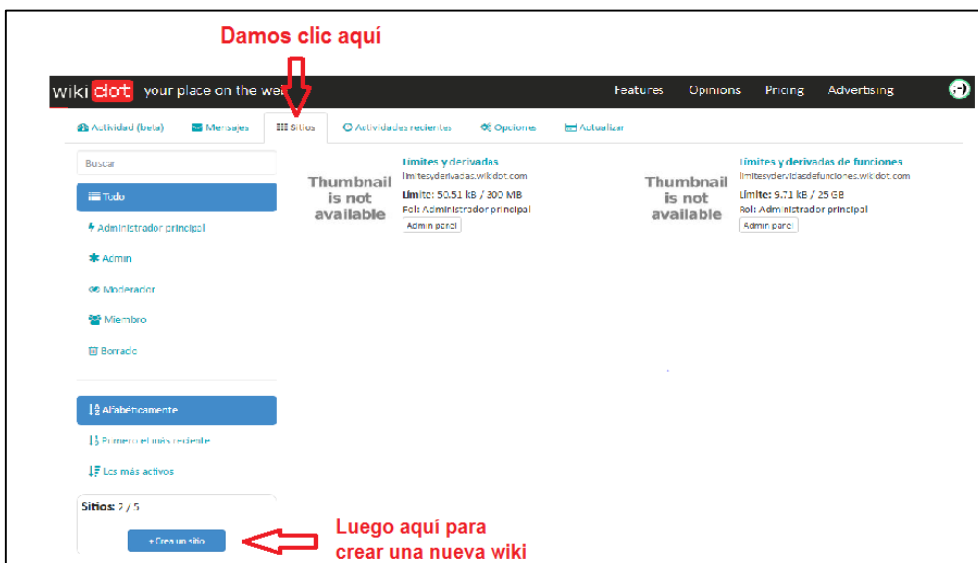 Damos clic aquí
wikidot your place on the web
Features Opinions Pricing Advertising
Actividad (beta) Mensajes Sitios Actividades recientes Opciones Actualizar
Buscar
Tudo
Administrador principal
Admin
Moderador
Miembro
Borrado
Alfabéticamente
Primero el más reciente
Los más activos
Sitios: 2 / 5
+Crea un sitio
Thumbnail
is not
available
Límites y derivadas
limitesyderivadas.wikidot.com
Límite: 50.51 kB / 300 MB
Rol: Administrador principal
Admin panel
Thumbnail
is not
available
Límites y derivadas de funciones
limitesydervidasdefunciones.wikidot.com
Límite: 9.71 kB / 25 GB
Rol: Administrador principal
Admin panel
Luego aquí para
crear una nueva wiki